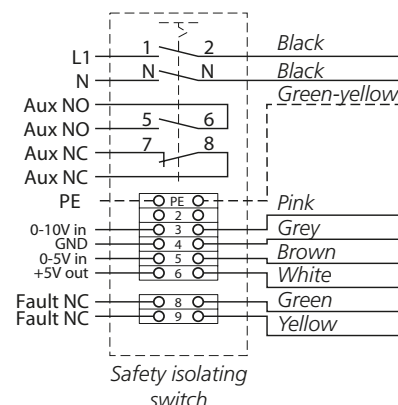 L1 1 2 Black
N N N Black
Green-yellow
Aux NO
Aux NO 5 6
Aux NC 7 8
Aux NC
PE PE
2 Pink
0-10V in 3 Grey
GND 4 Brown
0-5V in 5 White
+5V out 6
Fault NC 8 Green
Fault NC 9 Yellow
Safety isolating
switch